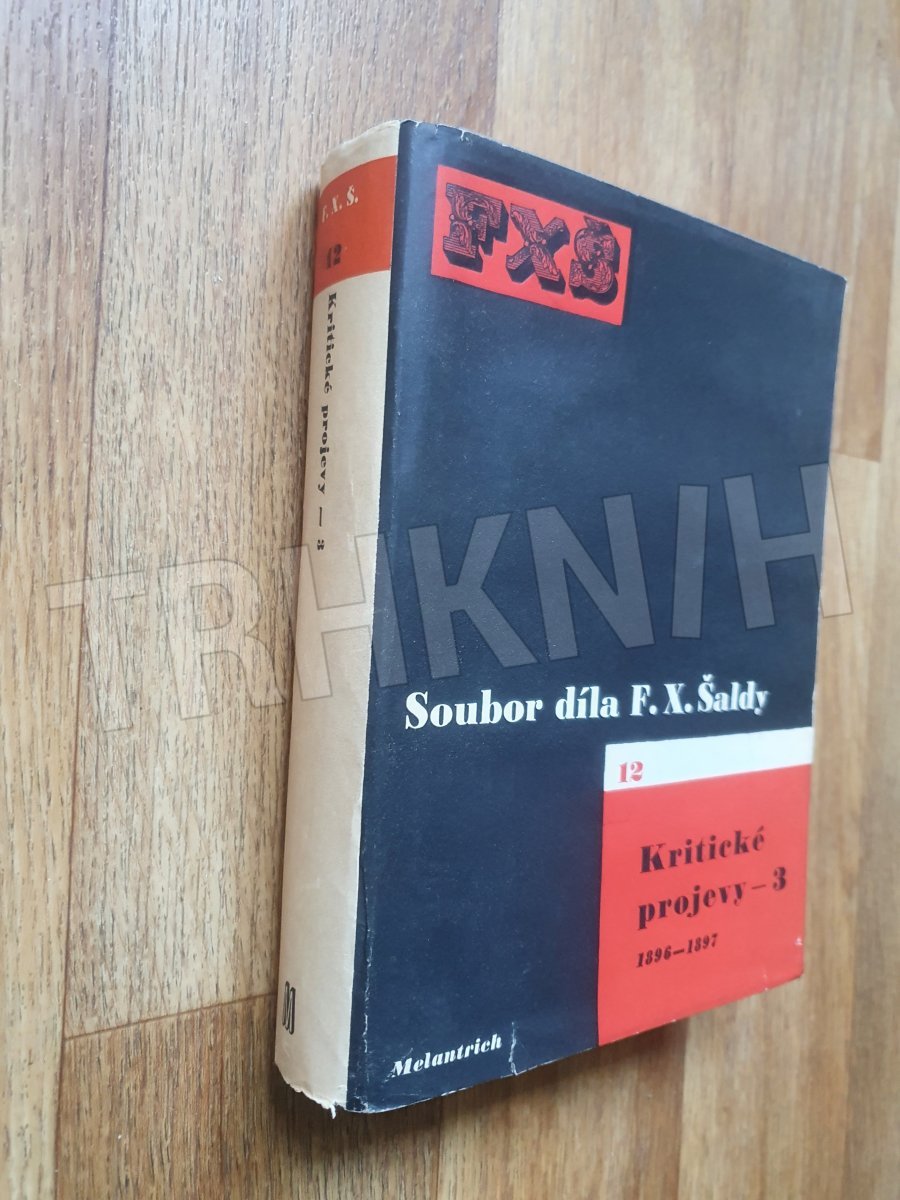 F. X. Š.
12
Kritické projevy — 3
FXŠ
Soubor díla F. X. Šaldy
12
Kritické
projevy – 3
1896—1897
Melantrich
TRHKNIH